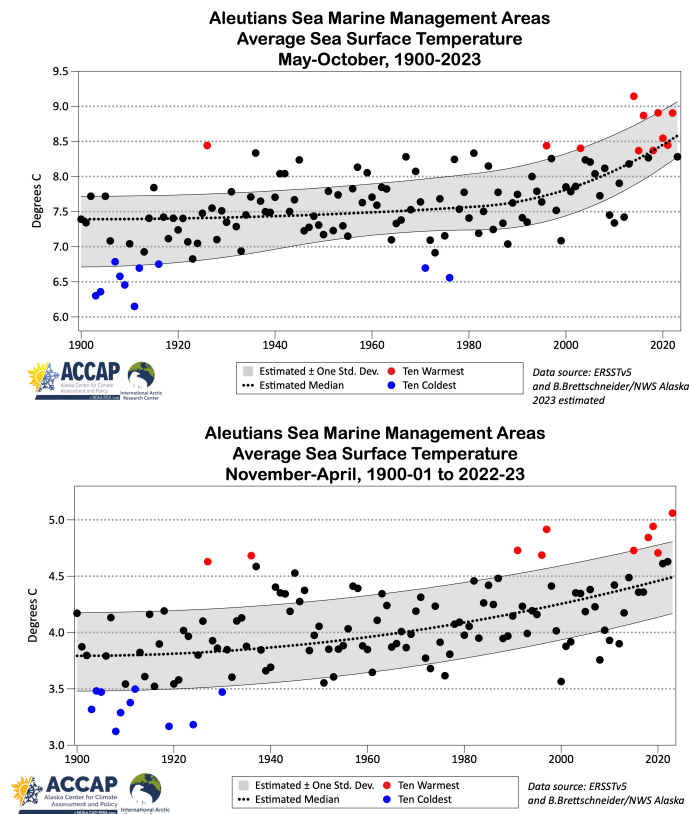 Aleutians Sea Marine Management Areas
Average Sea Surface Temperature
May-October, 1900-2023
9.5
9.0
8.5
8.0
7.5
7.0
6.5
6.0
Degrees C
1900 1920 1940 1960 1980 2000 2020
ACCAP
Alaska Center for Climate
Assessment and Policy
International Arctic
Research Center
Estimated ± One Std. Dev.
Ten Warmest
Estimated Median
Ten Coldest
Data source: ERSSTv5
and B.Brettschneider/NWS Alaska
2023 estimated
Aleutians Sea Marine Management Areas
Average Sea Surface Temperature
November-April, 1900-01 to 2022-23
5.0
4.5
4.0
3.5
3.0
Degrees C
1900 1920 1940 1960 1980 2000 2020
ACCAP
Alaska Center for Climate
Assessment and Policy
International Arctic
Estimated ± One Std. Dev.
Ten Warmest
Estimated Median
Ten Coldest
Data source: ERSSTv5
and B.Brettschneider/NWS Alaska